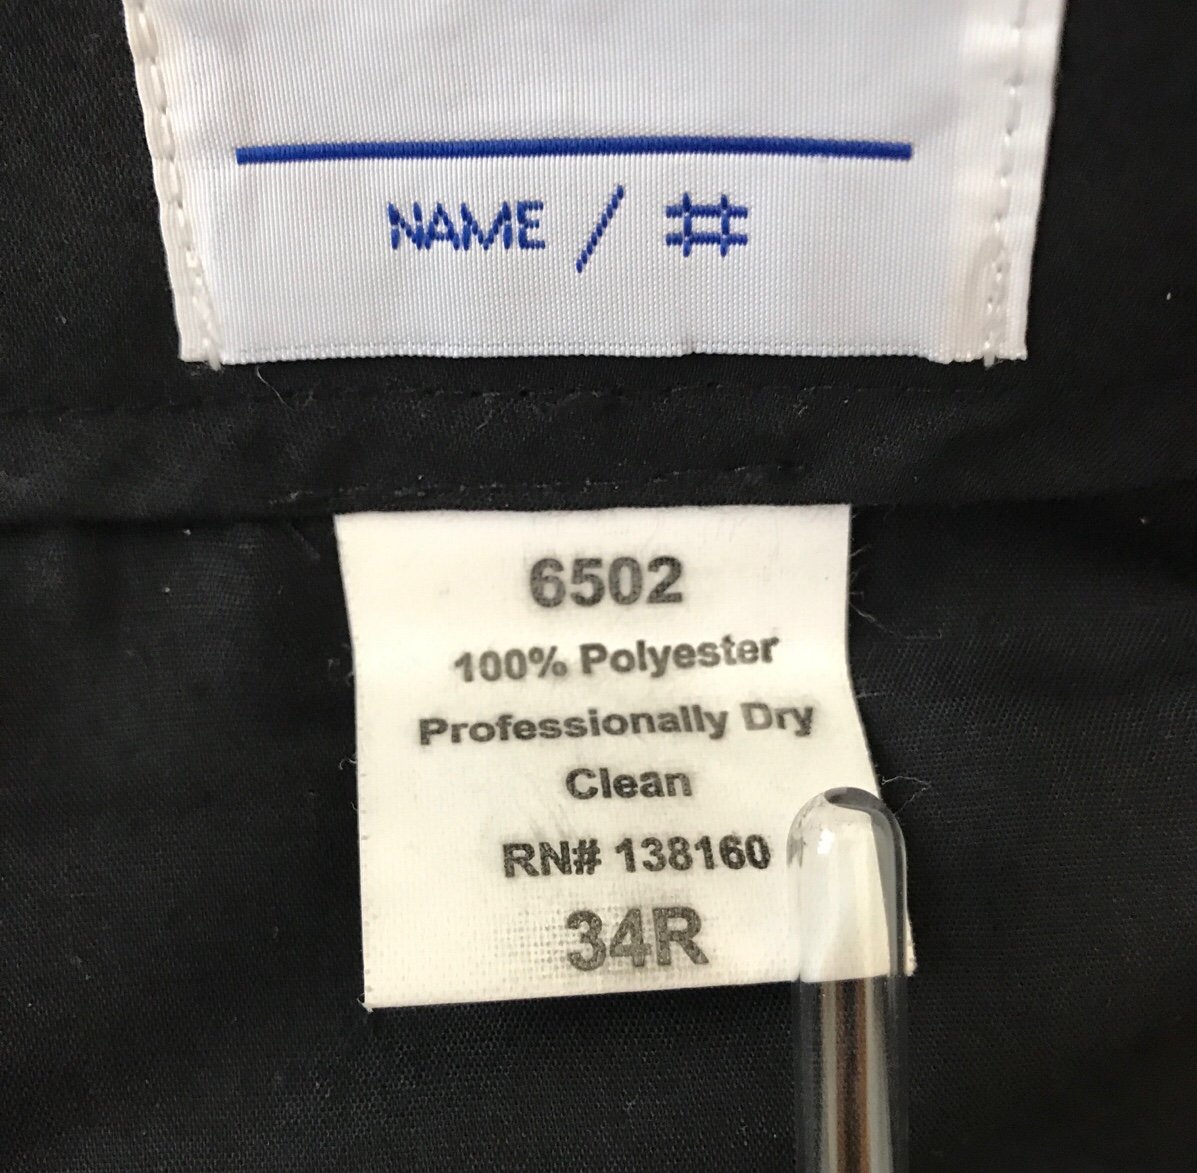 NAME / #
6502
100% Polyester
Professionally Dry
Clean
RN# 138160
34R